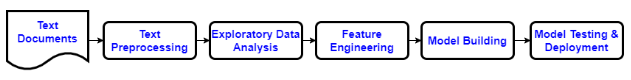 Text
Documents
Text
Preprocessing
Exploratory Data
Analysis
Feature
Engineering
Model Building
Model Testing &
Deployment